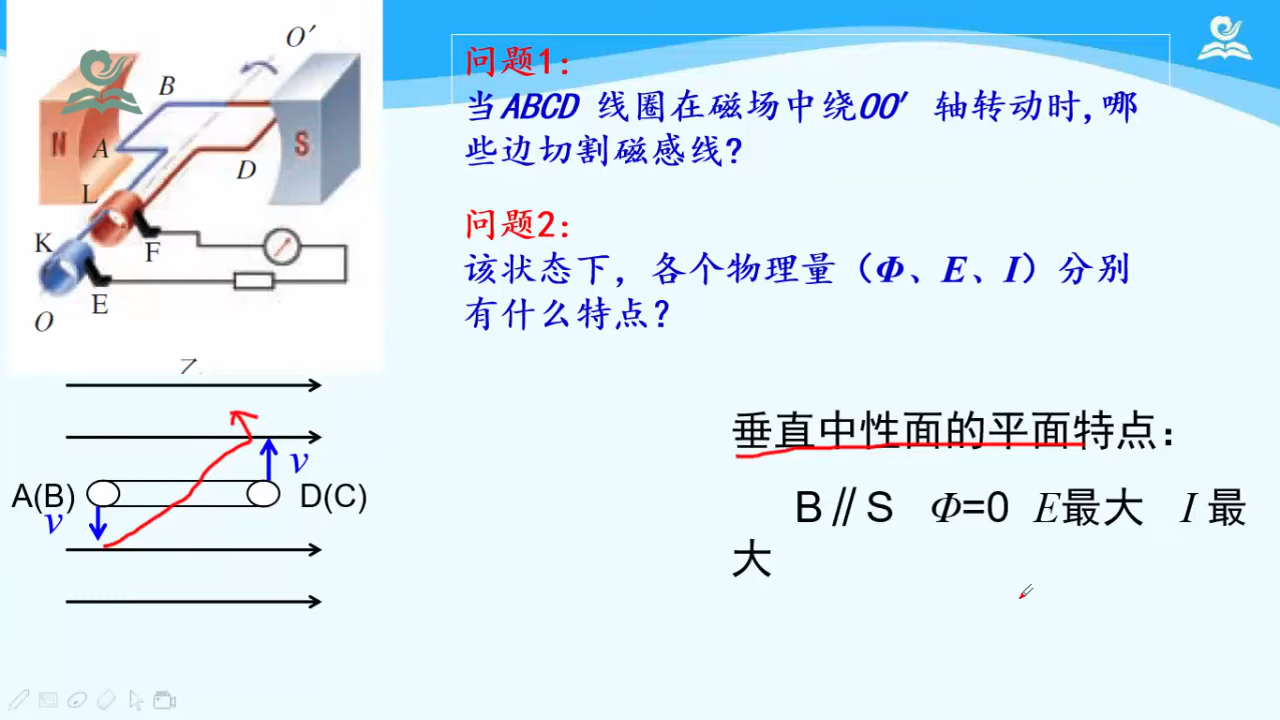 O′
B
N
A
S
D
L
K
F
E
O
乙
问题1:
当ABCD 线圈在磁场中绕OO′ 轴转动时,哪
些边切割磁感线?
问题2:
该状态下，各个物理量（Φ、E、I）分别
有什么特点?
v
A(B)
D(C)
v
垂直中性面的平面特点:
B∥S Φ=0 E最大 I 最
大